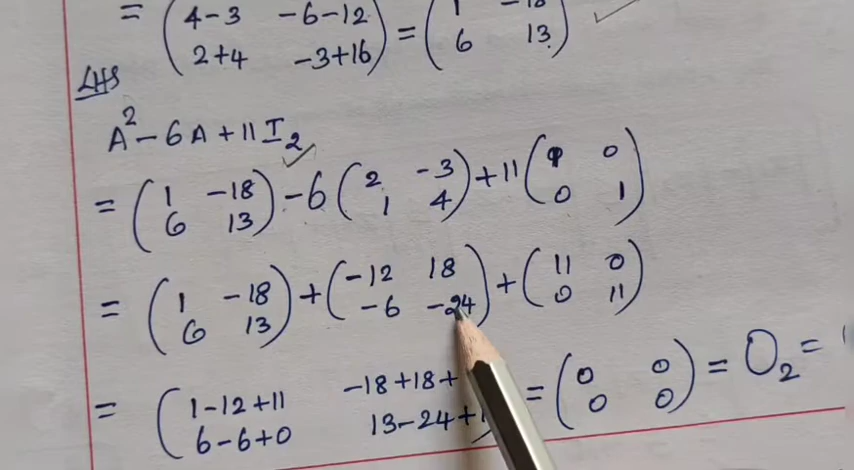 = (4-3 -6-12
2+4 -3+16) = (1 -18
6 13)
LHS
A² - 6A + 11 I₂
= (1 -18
6 13) - 6 (2 -3
1 4) + 11 (1 0
0 1)
= (1 -18
6 13) + (-12 18
-6 -24) + (11 0
0 11)
= (1-12+11 -18+18+
6-6+0 13-24+1) = (0 0
0 0) = O₂ =